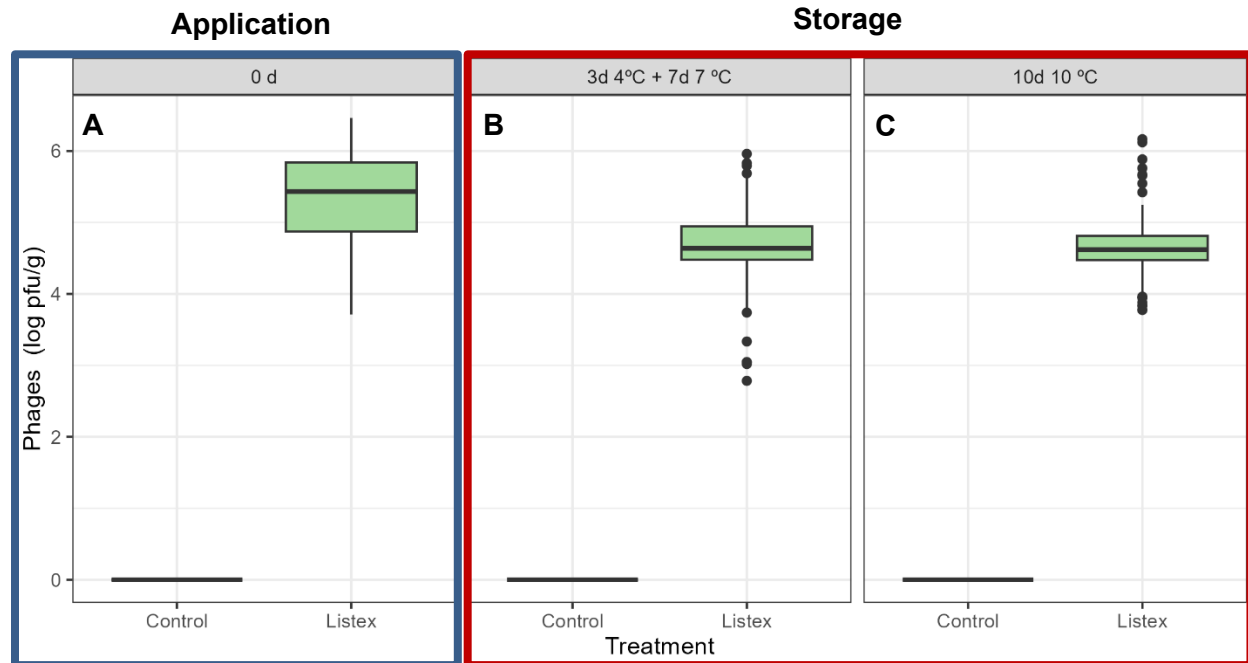 Application
Storage
0 d
3d 4ºC + 7d 7 ºC
10d 10 ºC
A
B
C
Phages (log pfu/g)
6
4
2
0
Control
Listex
Control
Listex
Control
Listex
Treatment